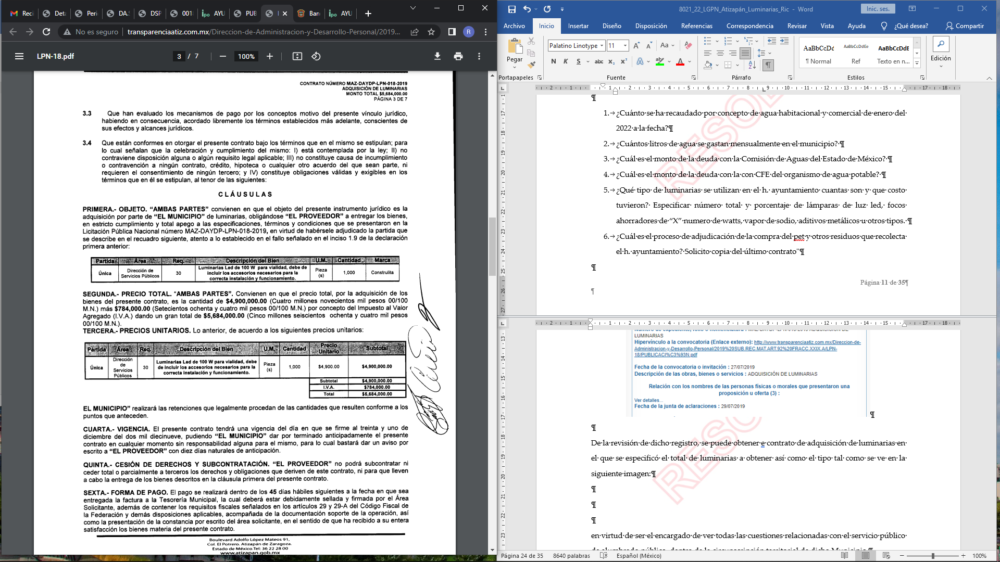 Reci
Deta
Peri
DA.
DSP
001
ipo AYU
PUB
Ban
ipo AYU
No es seguro
transparenciaatiz.com.mx/Direccion-de-Administracion-y-Desarrollo-Personal/2019...
R
LPN-18.pdf
3 / 7
100%
CONTRATO NÚMERO MAZ-DAYDP-LPN-018-2019
ADQUISICIÓN DE LUMINARIAS
MONTO TOTAL $5,684,000.00
PÁGINA 3 DE 7
3.3 Que han evaluado los mecanismos de pago por los conceptos motivo del presente vínculo jurídico,
habiendo en consecuencia, acordado libremente los términos establecidos más adelante, conscientes de
sus efectos y alcances jurídicos.
3.4 Que están conformes en otorgar el presente contrato bajo los términos que en el mismo se estipulan; para
lo cual señalan que la celebración y cumplimiento del mismo: I) está contemplada por la ley; II) no
contraviene disposición alguna o algún requisito legal aplicable; III) no constituye causa de incumplimiento
o contravención a ningún contrato, crédito, hipoteca o cualquier otro acuerdo del que sean parte, ni
requieren el consentimiento de ningún tercero; y IV) constituye obligaciones válidas y exigibles en los
términos que en él se estipulan, al tenor de las siguientes:
C L Á U S U L A S
PRIMERA.- OBJETO. “AMBAS PARTES” convienen en que el objeto del presente instrumento jurídico es la
adquisición por parte de “EL MUNICIPIO” de luminarias, obligándose “EL PROVEEDOR” a entregar los bienes,
en estricto cumplimiento y total apego a las especificaciones, términos y condiciones que se presentaron en la
Licitación Pública Nacional número MAZ-DAYDP-LPN-018-2019, en virtud de habérsele adjudicado la partida que
se describe en el recuadro siguiente, atento a lo establecido en el fallo señalado en el inciso 1.9 de la declaración
primera anterior:
Partida Área Req. Descripción del Bien U.M. Cantidad Marca
Única Dirección de Servicios Públicos 30 Luminarias Led de 100 W para vialidad, debe de incluir los accesorios necesarios para la correcta instalación y funcionamiento. Pieza (s) 1,000 Construlita
SEGUNDA.- PRECIO TOTAL. “AMBAS PARTES”. Convienen en que el precio total, por la adquisición de los
bienes del presente contrato, es la cantidad de $4,900,000.00 (Cuatro millones novecientos mil pesos 00/100
M.N.) más $784,000.00 (Setecientos ochenta y cuatro mil pesos 00/100 M.N.) por concepto del Impuesto al Valor
Agregado (I.V.A.) dando un gran total de $5,684,000.00 (Cinco millones seiscientos ochenta y cuatro mil pesos
00/100 M.N.).
TERCERA.- PRECIOS UNITARIOS. Lo anterior, de acuerdo a los siguientes precios unitarios:
Partida Área Req. Descripción del Bien U.M. Cantidad Precio Unitario Subtotal
Única Dirección de Servicios Públicos 30 Luminarias Led de 100 W para vialidad, debe de incluir los accesorios necesarios para la correcta instalación y funcionamiento. Pieza (s) 1,000 $4,900.00 $4,900,000.00
Subtotal $4,900,000.00
I.V.A. $784,000.00
Total $5,684,000.00
EL MUNICIPIO” realizará las retenciones que legalmente procedan de las cantidades que resulten conforme a los
puntos que anteceden.
CUARTA.- VIGENCIA. El presente contrato tendrá una vigencia del día en que se firme al treinta y uno de
diciembre del dos mil diecinueve, pudiendo “EL MUNICIPIO” dar por terminado anticipadamente el presente
contrato en cualquier momento sin responsabilidad alguna para el mismo, para lo cual bastará dar un aviso por
escrito a “EL PROVEEDOR” con diez días naturales de anticipación.
QUINTA.- CESIÓN DE DERECHOS Y SUBCONTRATACIÓN. “EL PROVEEDOR” no podrá subcontratar ni
ceder total o parcialmente a terceros los derechos y obligaciones que deriven de este contrato, ni para que lleven
a cabo la entrega de los bienes descritos en la cláusula primera del presente contrato.
SEXTA.- FORMA DE PAGO. El pago se realizará dentro de los 45 días hábiles siguientes a la fecha en que sea
entregada la factura a la Tesorería Municipal, la cual deberá estar debidamente sellada y firmada por el Área
Solicitante, además de contener los requisitos fiscales señalados en los artículos 29 y 29-A del Código Fiscal de
la Federación y demás disposiciones aplicables, acompañada de la documentación soporte de la operación, así
como la presentación de la constancia por escrito del área solicitante, en el sentido de que ha recibido a su entera
satisfacción los bienes materia del presente contrato.
Boulevard Adolfo López Mateos 91,
Col. El Potrero. Atizapán de Zaragoza.
Estado de México.Tel: 36 22 28 00
www.atizapan.gob.mx
8021_22_LGPN_Atizapán_Luminarias_Ric - Word
Inic. ses.
Archivo Inicio Insertar Diseño Disposición Referencias Correspondencia Revisar Vista Ayuda ¿Qué desea? Compartir
Pegar
Palatino Linotype 11
N K S abc x₂ x² A aby A
Aa
AaBbCcDd AaBbCcDdEe AaBbCcDdE
¶ Normal Ref Texto en n...
Edición
Portapapeles Fuente Párrafo Estilos
1. ¿Cuánto se ha recaudado por concepto de agua habitacional y comercial de enero del
2022 a la fecha?¶
2. ¿Cuántos litros de agua se gastan mensualmente en el municipio? ¶
3. ¿Cuál es el monto de la deuda con la Comisión de Aguas del Estado de México? ¶
4. ¿Cuál es el monto de la deuda con la con CFE del organismo de agua potable? ¶
5. ¿Qué tipo de luminarias se utilizan en el h. ayuntamiento cuantas son y que costo
tuvieron? Especificar número total y porcentaje de lámparas de luz led, focos
ahorradores de “X” numero de watts, vapor de sodio, aditivos metálicos u otros tipos. ¶
6. ¿Cuál es el proceso de adjudicación de la compra del pet y otros residuos que recolecta
el h. ayuntamiento? Solicito copia del último contrato"¶
Página 11 de 35¶
RESOL
LUMINARIAS
Hipervínculo a la convocatoria (Enlace externo): http://www.transparenciaatiz.com.mx/Direccion-de-
Administracion-y-Desarrollo-Personal/2019%20SUB.REC.MAT.ART.92%20FRACC.XXIX.A/LPN-
18/PUBLICACI%C3%93N.pdf
Fecha de la convocatoria o invitación : 27/07/2019
Descripción de las obras, bienes o servicios : ADQUISICIÓN DE LUMINARIAS
Relación con los nombres de las personas físicas o morales que presentaron una
proposición u oferta (3) :
Ver detalles...
Fecha de la junta de aclaraciones : 29/07/2019
De la revisión de dicho registro, se puede obtener e contrato de adquisición de luminarias en
el que se especificó el total de luminarias a obtener así como el tipo tal como se ve en la
siguiente imagen:¶
RESOLU
en virtud de ser el encargado de ver todas las cuestiones relacionadas con el servicio público
de alumbrado público, dentro de la circunscripción territorial de dicho Municipio.¶
Página 24 de 35 8640 palabras Español (México) 100%